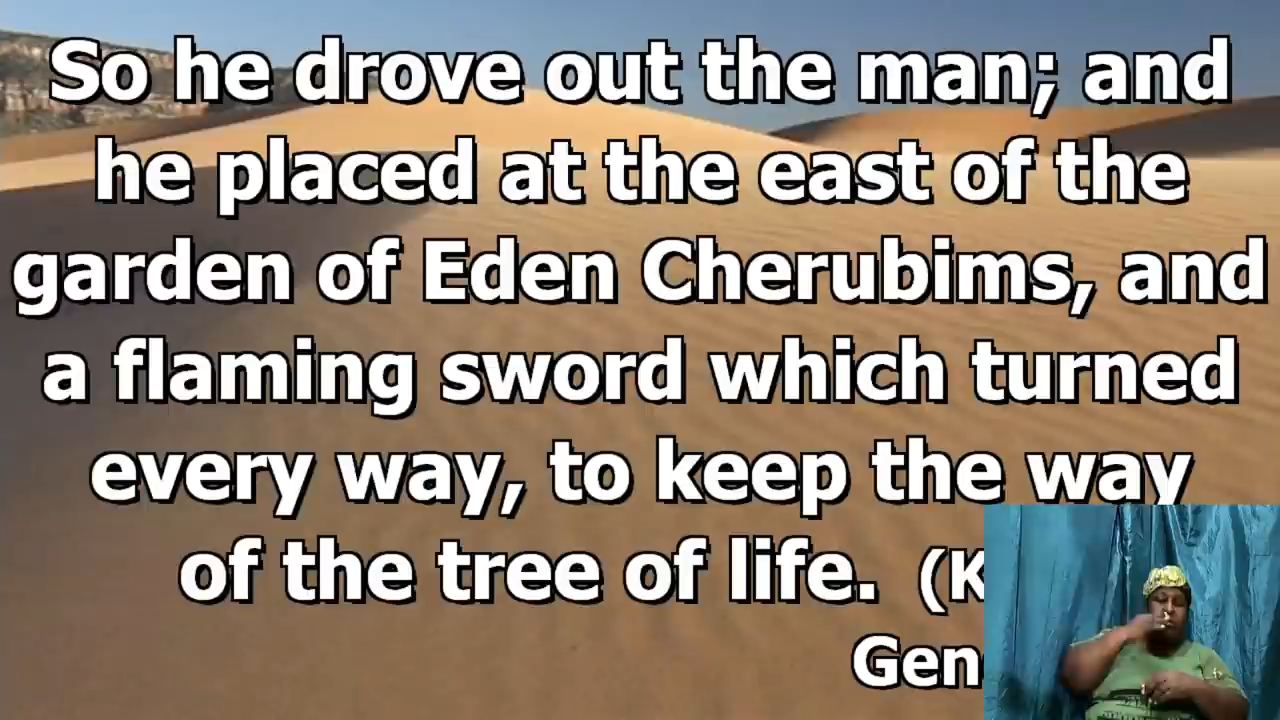 So he drove out the man; and
he placed at the east of the
garden of Eden Cherubims, and
a flaming sword which turned
every way, to keep the way
of the tree of life. (K
Gen